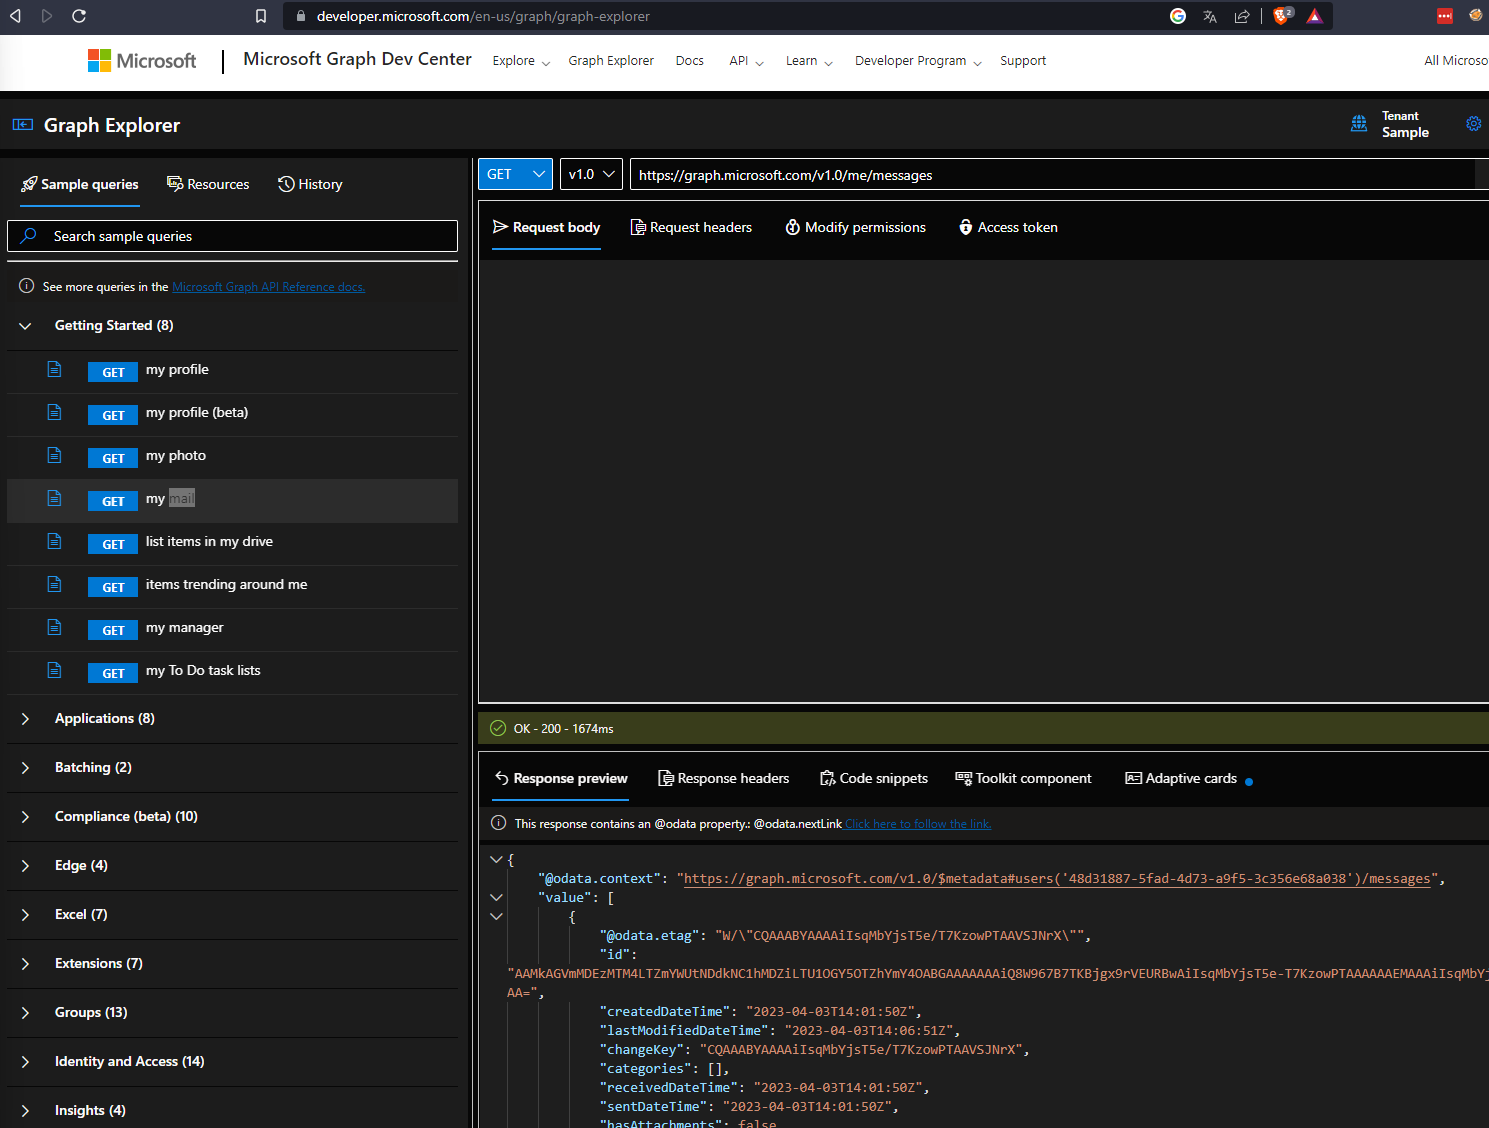 developer.microsoft.com/en-us/graph/graph-explorer
2
Microsoft
Microsoft Graph Dev Center
Explore
Graph Explorer
Docs
API
Learn
Developer Program
Support
All Microso
Graph Explorer
Tenant
Sample
Sample queries
Resources
History
Search sample queries
See more queries in the Microsoft Graph API Reference docs.
Getting Started (8)
GET my profile
GET my profile (beta)
GET my photo
GET my mail
GET list items in my drive
GET items trending around me
GET my manager
GET my To Do task lists
Applications (8)
Batching (2)
Compliance (beta) (10)
Edge (4)
Excel (7)
Extensions (7)
Groups (13)
Identity and Access (14)
Insights (4)
GET
v1.0
https://graph.microsoft.com/v1.0/me/messages
Request body
Request headers
Modify permissions
Access token
OK - 200 - 1674ms
Response preview
Response headers
Code snippets
Toolkit component
Adaptive cards
This response contains an @odata property.: @odata.nextLink Click here to follow the link.
{
"@odata.context": "https://graph.microsoft.com/v1.0/$metadata#users('48d31887-5fad-4d73-a9f5-3c356e68a038')/messages",
"value": [
{
"@odata.etag": "W/\"CQAAABYAAAAiIsqMbYjsT5e/T7KzowPTAAVSJNrX\"",
"id":
"AAMkAGVmMDEzMTM4LTZmYWUtNDdkNC1hMDZiLTU1OGY5OTZhYmY4OABGAAAAAAAiQ8W967B7TKBjgx9rVEURBwAiIsqMbYjsT5e-T7KzowPTAAAAAAEMAAAiIsqMbYj
AA=",
"createdDateTime": "2023-04-03T14:01:50Z",
"lastModifiedDateTime": "2023-04-03T14:06:51Z",
"changeKey": "CQAAABYAAAAiIsqMbYjsT5e/T7KzowPTAAVSJNrX",
"categories": [],
"receivedDateTime": "2023-04-03T14:01:50Z",
"sentDateTime": "2023-04-03T14:01:50Z",
"hasAttachments": false